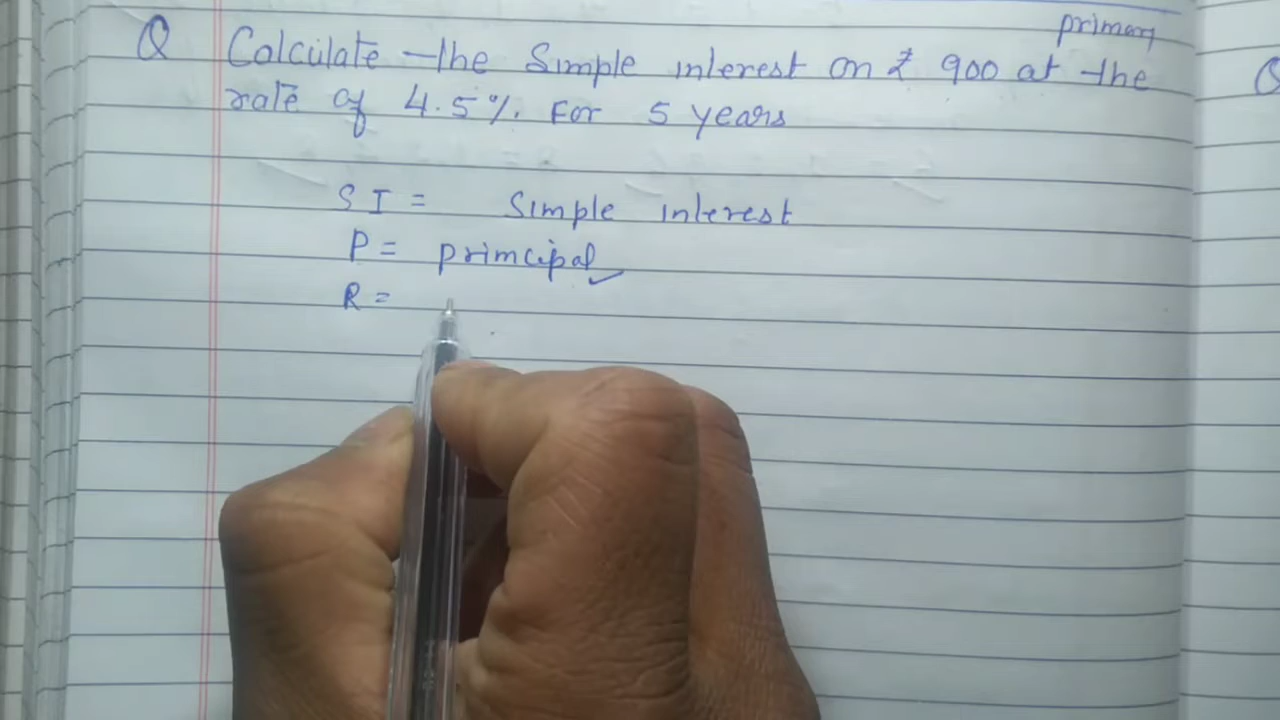 primary
Q Calculate the Simple interest on ₹ 900 at the
rate of 4.5% For 5 years
SI = Simple interest
P = principal
R =